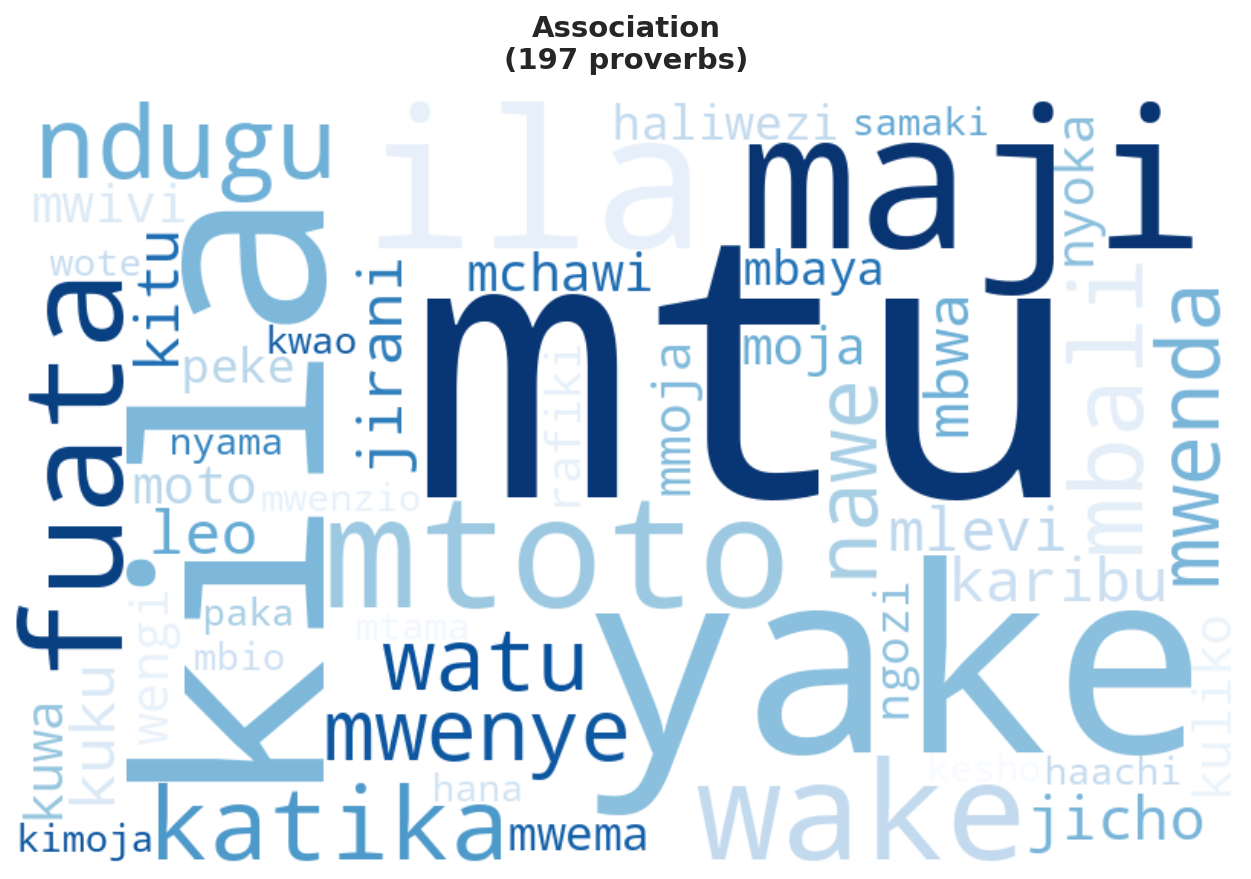 Association
(197 proverbs)
ndugu
ila
haliwezi
samaki
maji
nyoka
mwivi
wote
kitu
kila
mchawi
mbaya
mtu
fuata
kwao
jirani
peke
rafiki
mmoja
moja
mbwa
mbali
mwenda
nyama
moto
mwenzio
nawe
leo
mtoto
mlevi
karibu
paka
mtama
yake
ngozi
mbio
wengi
watu
kuku
kuwa
mwenye
kuliko
hana
kesho
haachi
kimoja
katika
mwema
wake
jicho